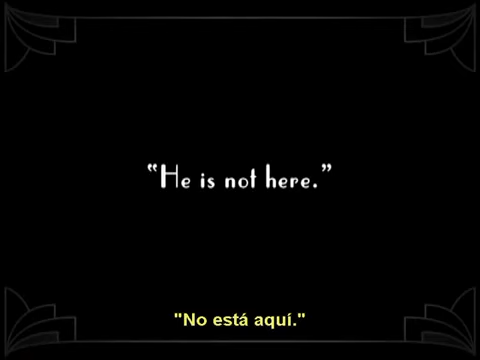 “He is not here.”
"No está aquí."